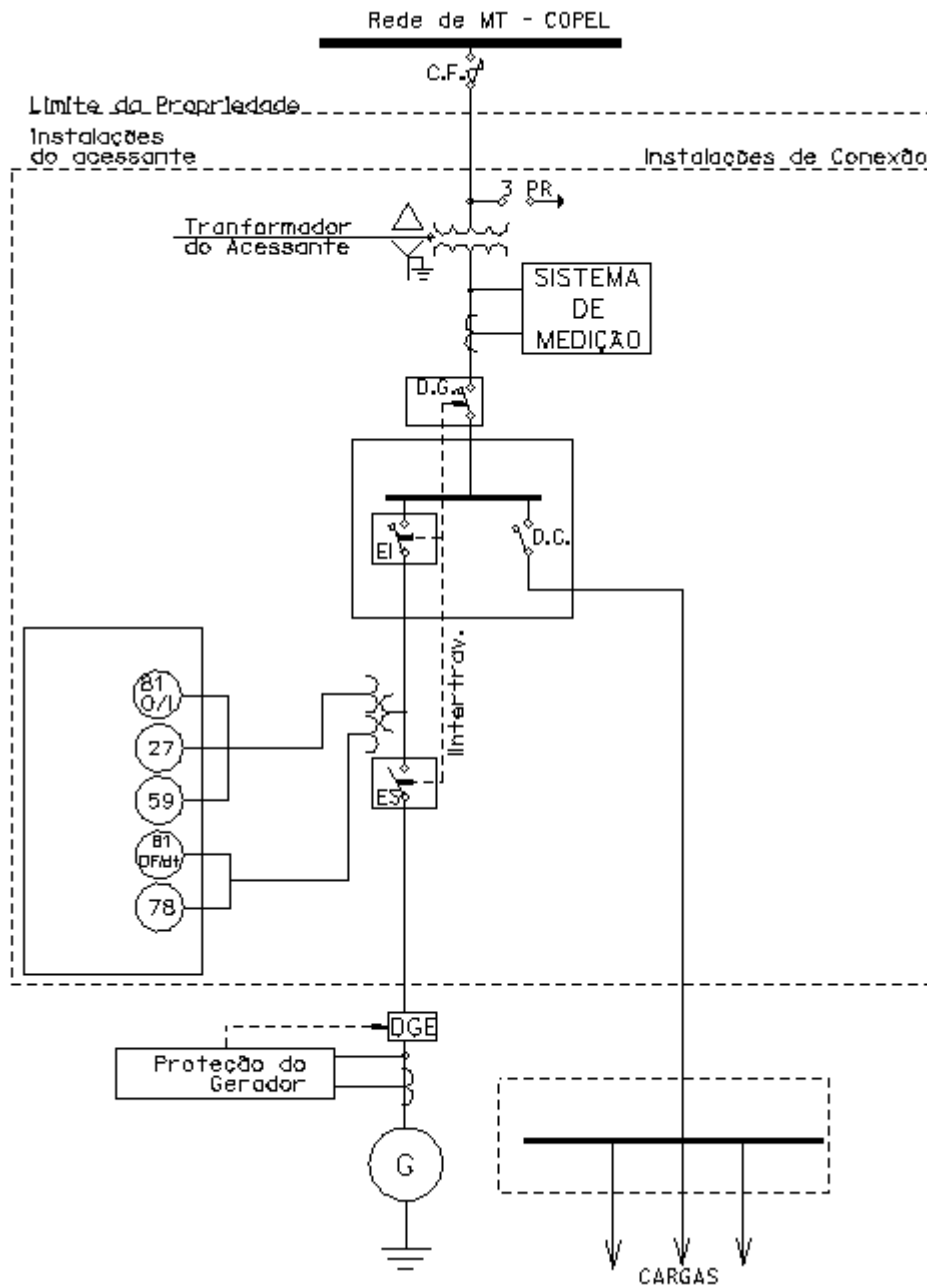 Rede de MT - COPEL
C.F.
Limite da Propriedade
Instalações
do acessante
Instalações de Conexão
3 PR
Tranformador
do Acessante
SISTEMA
DE
MEDIÇÃO
D.G.
EI
D.C.
Intertrav.
81
O/U
27
59
ES
81
DF/dt
78
DGE
Proteção do
Gerador
G
CARGAS